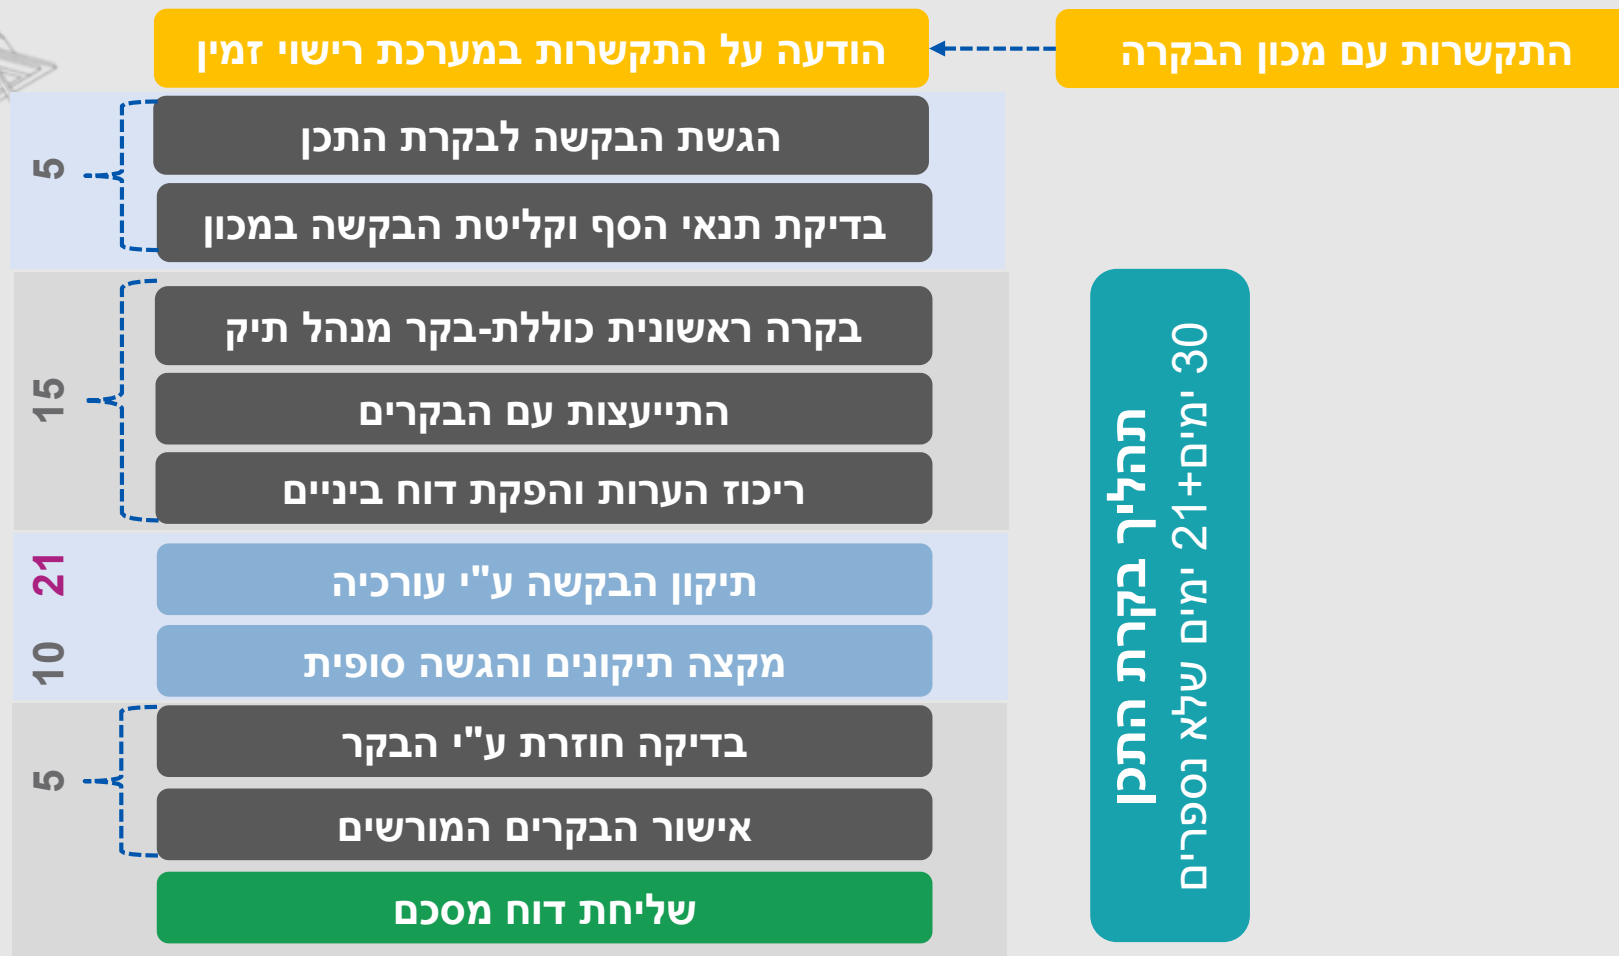 התקשרות עם מכון הבקרה
הודעה על התקשרות במערכת רישוי זמין
הגשת הבקשה לבקרת התכן
בדיקת תנאי הסף וקליטת הבקשה במכון
5
בקרה ראשונית כוללת-בקר מנהל תיק
התייעצות עם הבקרים
ריכוז הערות והפקת דוח ביניים
15
תיקון הבקשה ע"י עורכיה
21
מקצה תיקונים והגשה סופית
10
בדיקה חוזרת ע"י הבקר
אישור הבקרים המורשים
5
שליחת דוח מסכם
תהליך בקרת התכן
30 ימים+21 ימים שלא נספרים